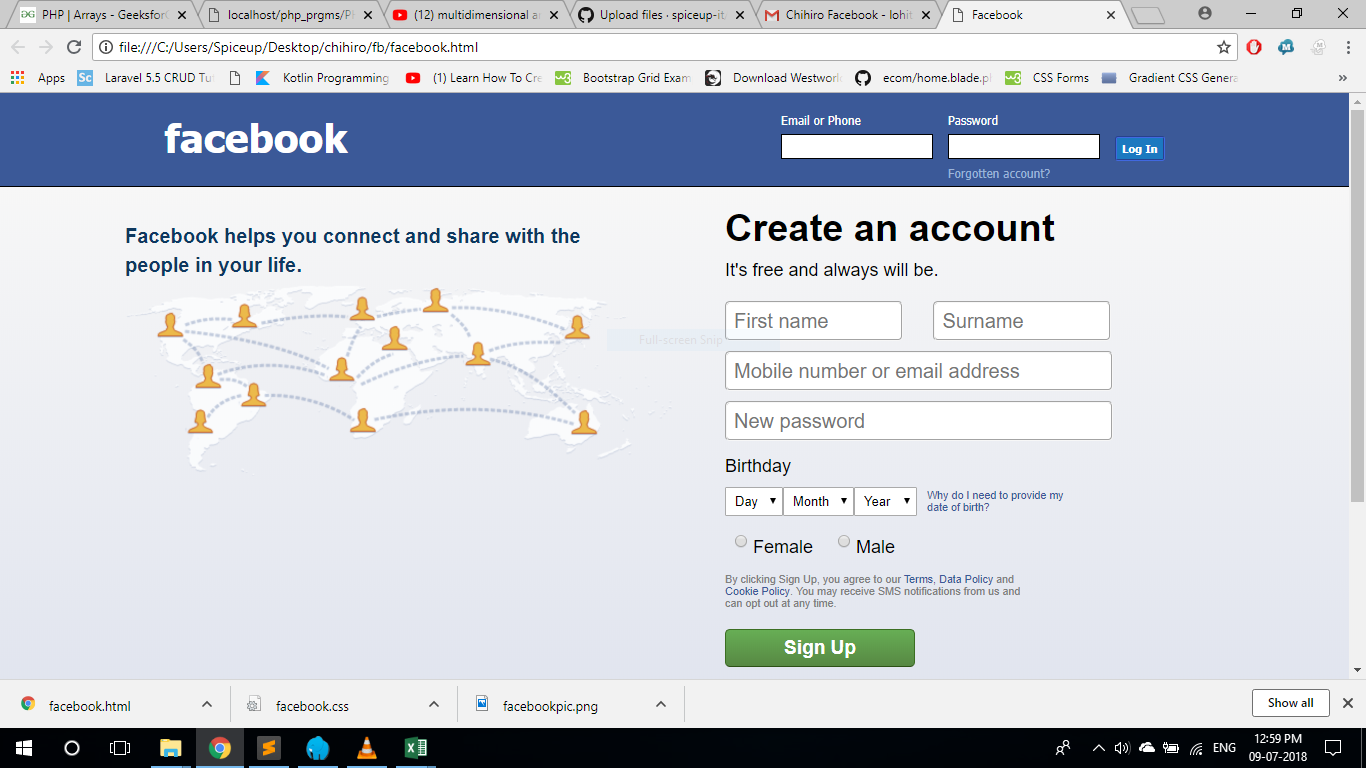 PHP | Arrays - GeeksforG
localhost/php_prgms/P
(12) multidimensional a
Upload files · spiceup-it
Chihiro Facebook - lohit
Facebook
file:///C:/Users/Spiceup/Desktop/chihiro/fb/facebook.html
Apps
Laravel 5.5 CRUD Tu
Kotlin Programming
(1) Learn How To Cre
Bootstrap Grid Exam
Download Westworl
ecom/home.blade.p
CSS Forms
Gradient CSS Genera
facebook
Email or Phone
Password
Log In
Forgotten account?
Facebook helps you connect and share with the
people in your life.
Create an account
It's free and always will be.
First name
Surname
Full-screen Snip
Mobile number or email address
New password
Birthday
Day
Month
Year
Why do I need to provide my
date of birth?
Female
Male
By clicking Sign Up, you agree to our Terms, Data Policy and
Cookie Policy. You may receive SMS notifications from us and
can opt out at any time.
Sign Up
facebook.html
facebook.css
facebookpic.png
Show all
ENG
12:59 PM
09-07-2018